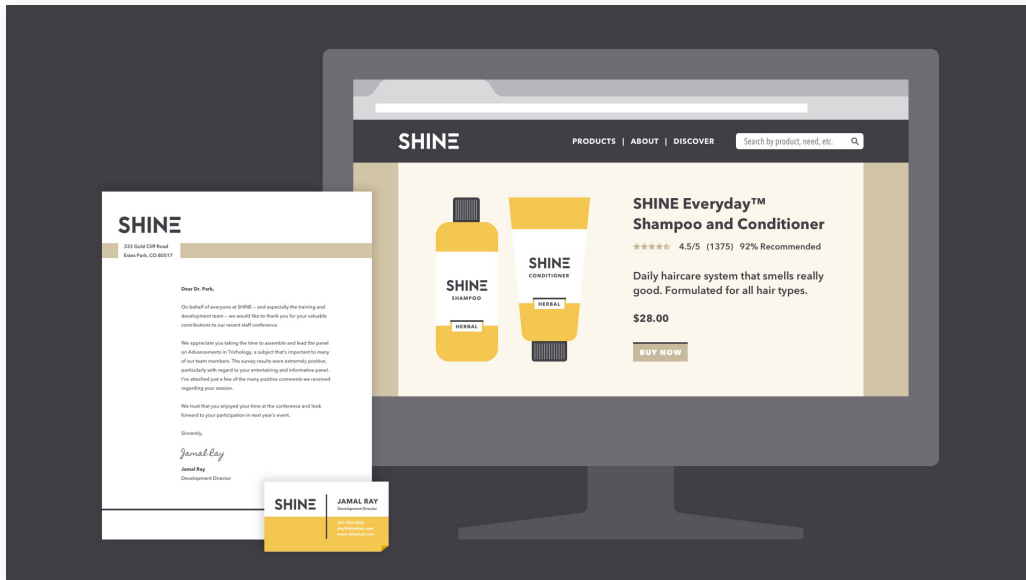 SHINE
333 Gold Cliff Road
Estes Park, CO 80517
Dear Dr. Park,
On behalf of everyone at SHINE – and especially the training and
development team – we would like to thank you for your valuable
contributions to our recent staff conference.
We appreciate you taking the time to assemble and lead the panel
on Advancements in Trichology, a subject that's important to many
of our team members. The survey results were extremely positive,
particularly with regard to your entertaining and informative panel.
I've attached just a few of the many positive comments we received
regarding your session.
We trust that you enjoyed your time at the conference and look
forward to your participation in next year's event.
Sincerely,
Jamal Ray
Jamal Ray
Development Director
SHINE
JAMAL RAY
Development Director
SHINE
PRODUCTS | ABOUT | DISCOVER
Search by product, need, etc.
SHINE
SHAMPOO
HERBAL
SHINE
CONDITIONER
HERBAL
SHINE Everyday™
Shampoo and Conditioner
4.5/5 (1375) 92% Recommended
Daily haircare system that smells really
good. Formulated for all hair types.
$28.00
BUY NOW